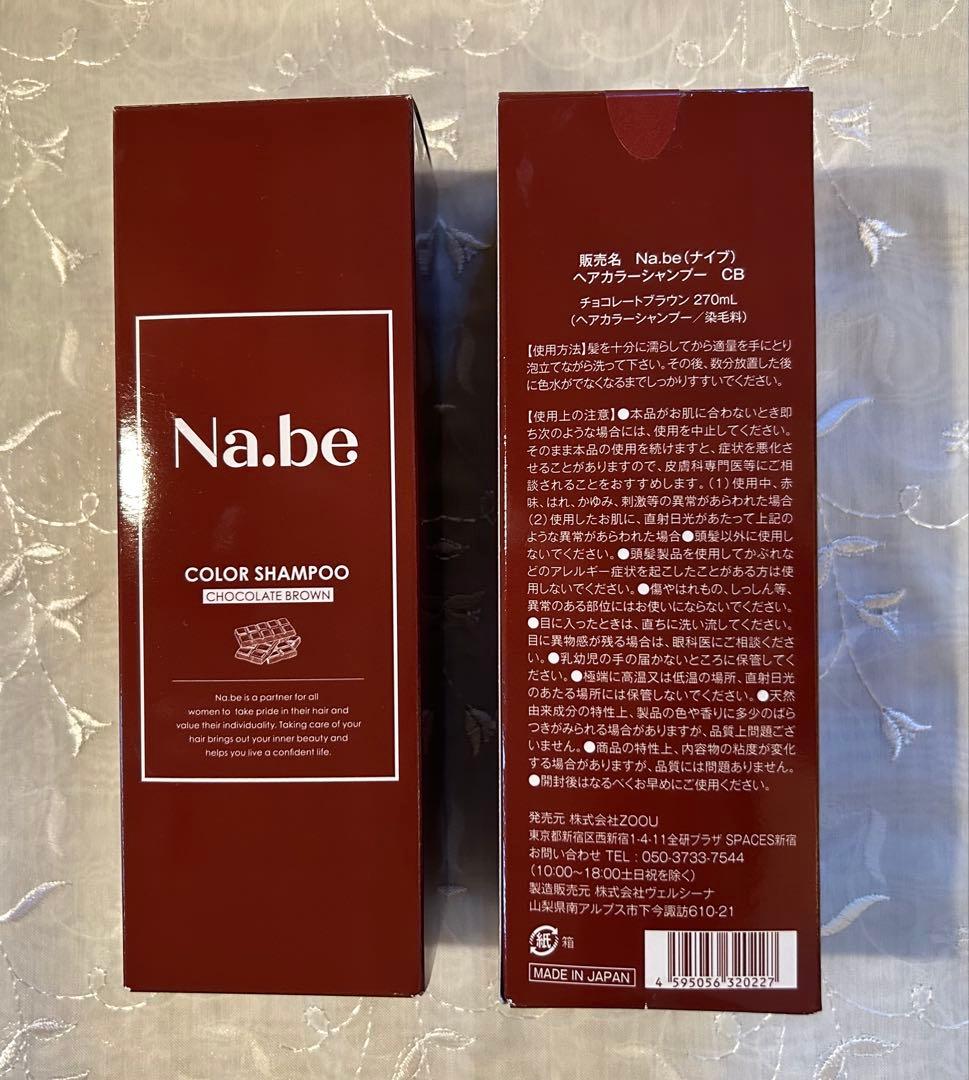 Na.be
COLOR SHAMPOO
CHOCOLATE BROWN
Na.be is a partner for all
women to take pride in their hair and
value their individuality. Taking care of your
hair brings out your inner beauty and
helps you live a confident life.
販売名 Na.be(ナイブ)
ヘアカラーシャンプー CB
チョコレートブラウン 270mL
(ヘアカラーシャンプー/染毛料)
【使用方法】髪を十分に濡らしてから適量を手にとり
泡立てながら洗って下さい。その後、数分放置した後
に色水がでなくなるまでしっかりすすいでください。
【使用上の注意】●本品がお肌に合わないとき即
ち次のような場合には、使用を中止してください。
そのまま本品の使用を続けますと、症状を悪化さ
せることがありますので、皮膚科専門医等にご相
談されることをおすすめします。(1)使用中、赤
味、はれ、かゆみ、刺激等の異常があらわれた場合
(2)使用したお肌に、直射日光があたって上記の
ような異常があらわれた場合●頭髪以外に使用し
ないでください。●頭髪製品を使用してかぶれな
どのアレルギー症状を起こしたことがある方は使
用しないでください。●傷やはれもの、しっしん等、
異常のある部位にはお使いにならないでください。
●目に入ったときは、直ちに洗い流してください。
目に異物感が残る場合は、眼科医にご相談くださ
い。●乳幼児の手の届かないところに保管してく
ださい。●極端に高温又は低温の場所、直射日光
のあたる場所には保管しないでください。●天然
由来成分の特性上、製品の色や香りに多少のばら
つきがみられる場合がありますが、品質上問題ござ
いません。●商品の特性上、内容物の粘度が変化
する場合がありますが、品質には問題ありません。
●開封後はなるべくお早めにご使用ください。
発売元 株式会社ZOOU
東京都新宿区西新宿1-4-11全研プラザ SPACES新宿
お問い合わせ TEL : 050-3733-7544
(10:00〜18:00土日祝を除く)
製造販売元 株式会社ヴェルシーナ
山梨県南アルプス市下今諏訪610-21
紙 箱
MADE IN JAPAN
4 595056 320227